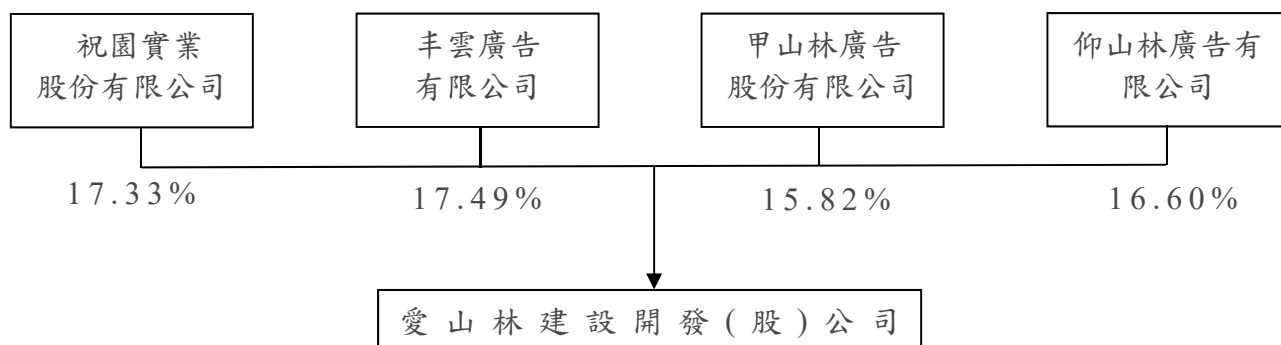 祝園實業
股份有限公司
丰雲廣告
有限公司
甲山林廣告
股份有限公司
仰山林廣告有
限公司
17.33%
17.49%
15.82%
16.60%
愛山林建設開發(股)公司